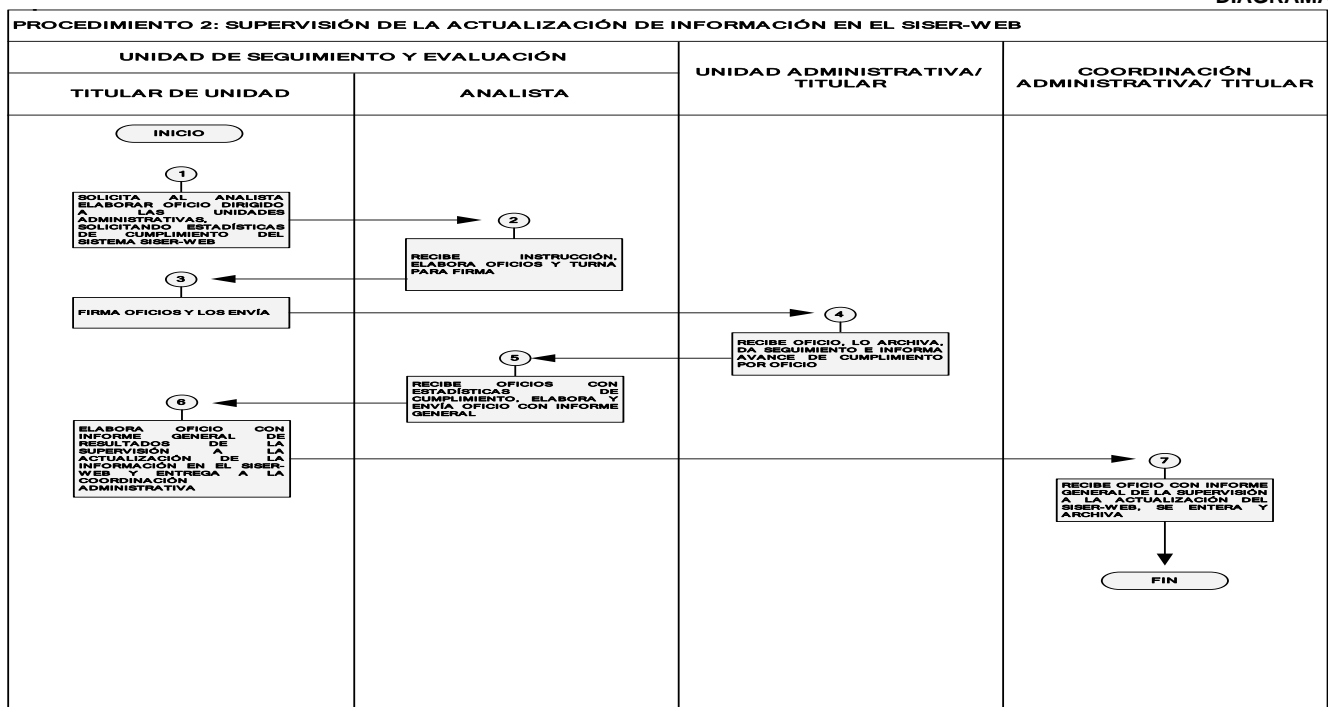 DIAGRAMA
PROCEDIMIENTO 2: SUPERVISIÓN DE LA ACTUALIZACIÓN DE INFORMACIÓN EN EL SISER-WEB
UNIDAD DE SEGUIMIENTO Y EVALUACIÓN
UNIDAD ADMINISTRATIVA/
TITULAR
COORDINACIÓN
ADMINISTRATIVA/ TITULAR
TITULAR DE UNIDAD
ANALISTA
INICIO
1
SOLICITA AL ANALISTA
ELABORAR OFICIO DIRIGIDO
A LAS UNIDADES
ADMINISTRATIVAS,
SOLICITANDO ESTADÍSTICAS
DE CUMPLIMIENTO DEL
SISTEMA SISER-WEB
2
RECIBE INSTRUCCIÓN,
ELABORA OFICIOS Y TURNA
PARA FIRMA
3
FIRMA OFICIOS Y LOS ENVÍA
4
RECIBE OFICIO, LO ARCHIVA,
DA SEGUIMIENTO E INFORMA
AVANCE DE CUMPLIMIENTO
POR OFICIO
5
RECIBE OFICIOS CON
ESTADÍSTICAS DE
CUMPLIMIENTO, ELABORA Y
ENVÍA OFICIO CON INFORME
GENERAL
6
ELABORA OFICIO CON
INFORME GENERAL DE
RESULTADOS DE LA
SUPERVISIÓN A LA
ACTUALIZACIÓN DE LA
INFORMACIÓN EN EL SISER-
WEB Y ENTREGA A LA
COORDINACIÓN
ADMINISTRATIVA
7
RECIBE OFICIO CON INFORME
GENERAL DE LA SUPERVISIÓN
A LA ACTUALIZACIÓN DEL
SISER-WEB, SE ENTERA Y
ARCHIVA
FIN